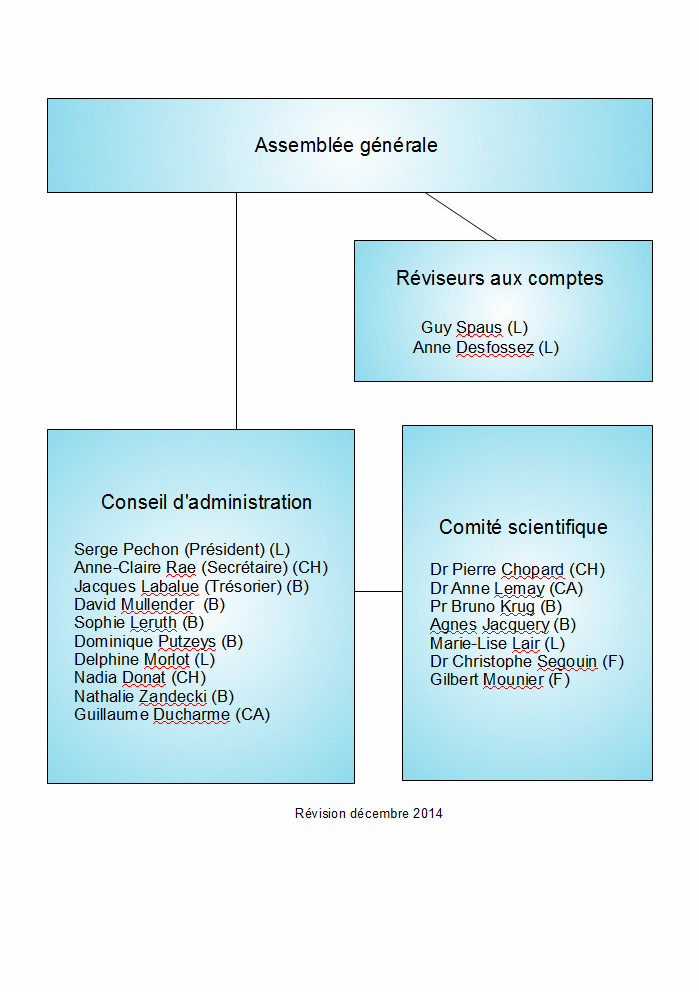 Assemblée générale
Réviseurs aux comptes
Guy Spaus (L)
Anne Desfossez (L)
Conseil d'administration
Serge Pechon (Président) (L)
Anne-Claire Rae (Secrétaire) (CH)
Jacques Labalue (Trésorier) (B)
David Mullender (B)
Sophie Leruth (B)
Dominique Putzeys (B)
Delphine Morlot (L)
Nadia Donat (CH)
Nathalie Zandecki (B)
Guillaume Ducharme (CA)
Comité scientifique
Dr Pierre Chopard (CH)
Dr Anne Lemay (CA)
Pr Bruno Krug (B)
Agnes Jacquery (B)
Marie-Lise Lair (L)
Dr Christophe Segouin (F)
Gilbert Mounier (F)
Révision décembre 2014